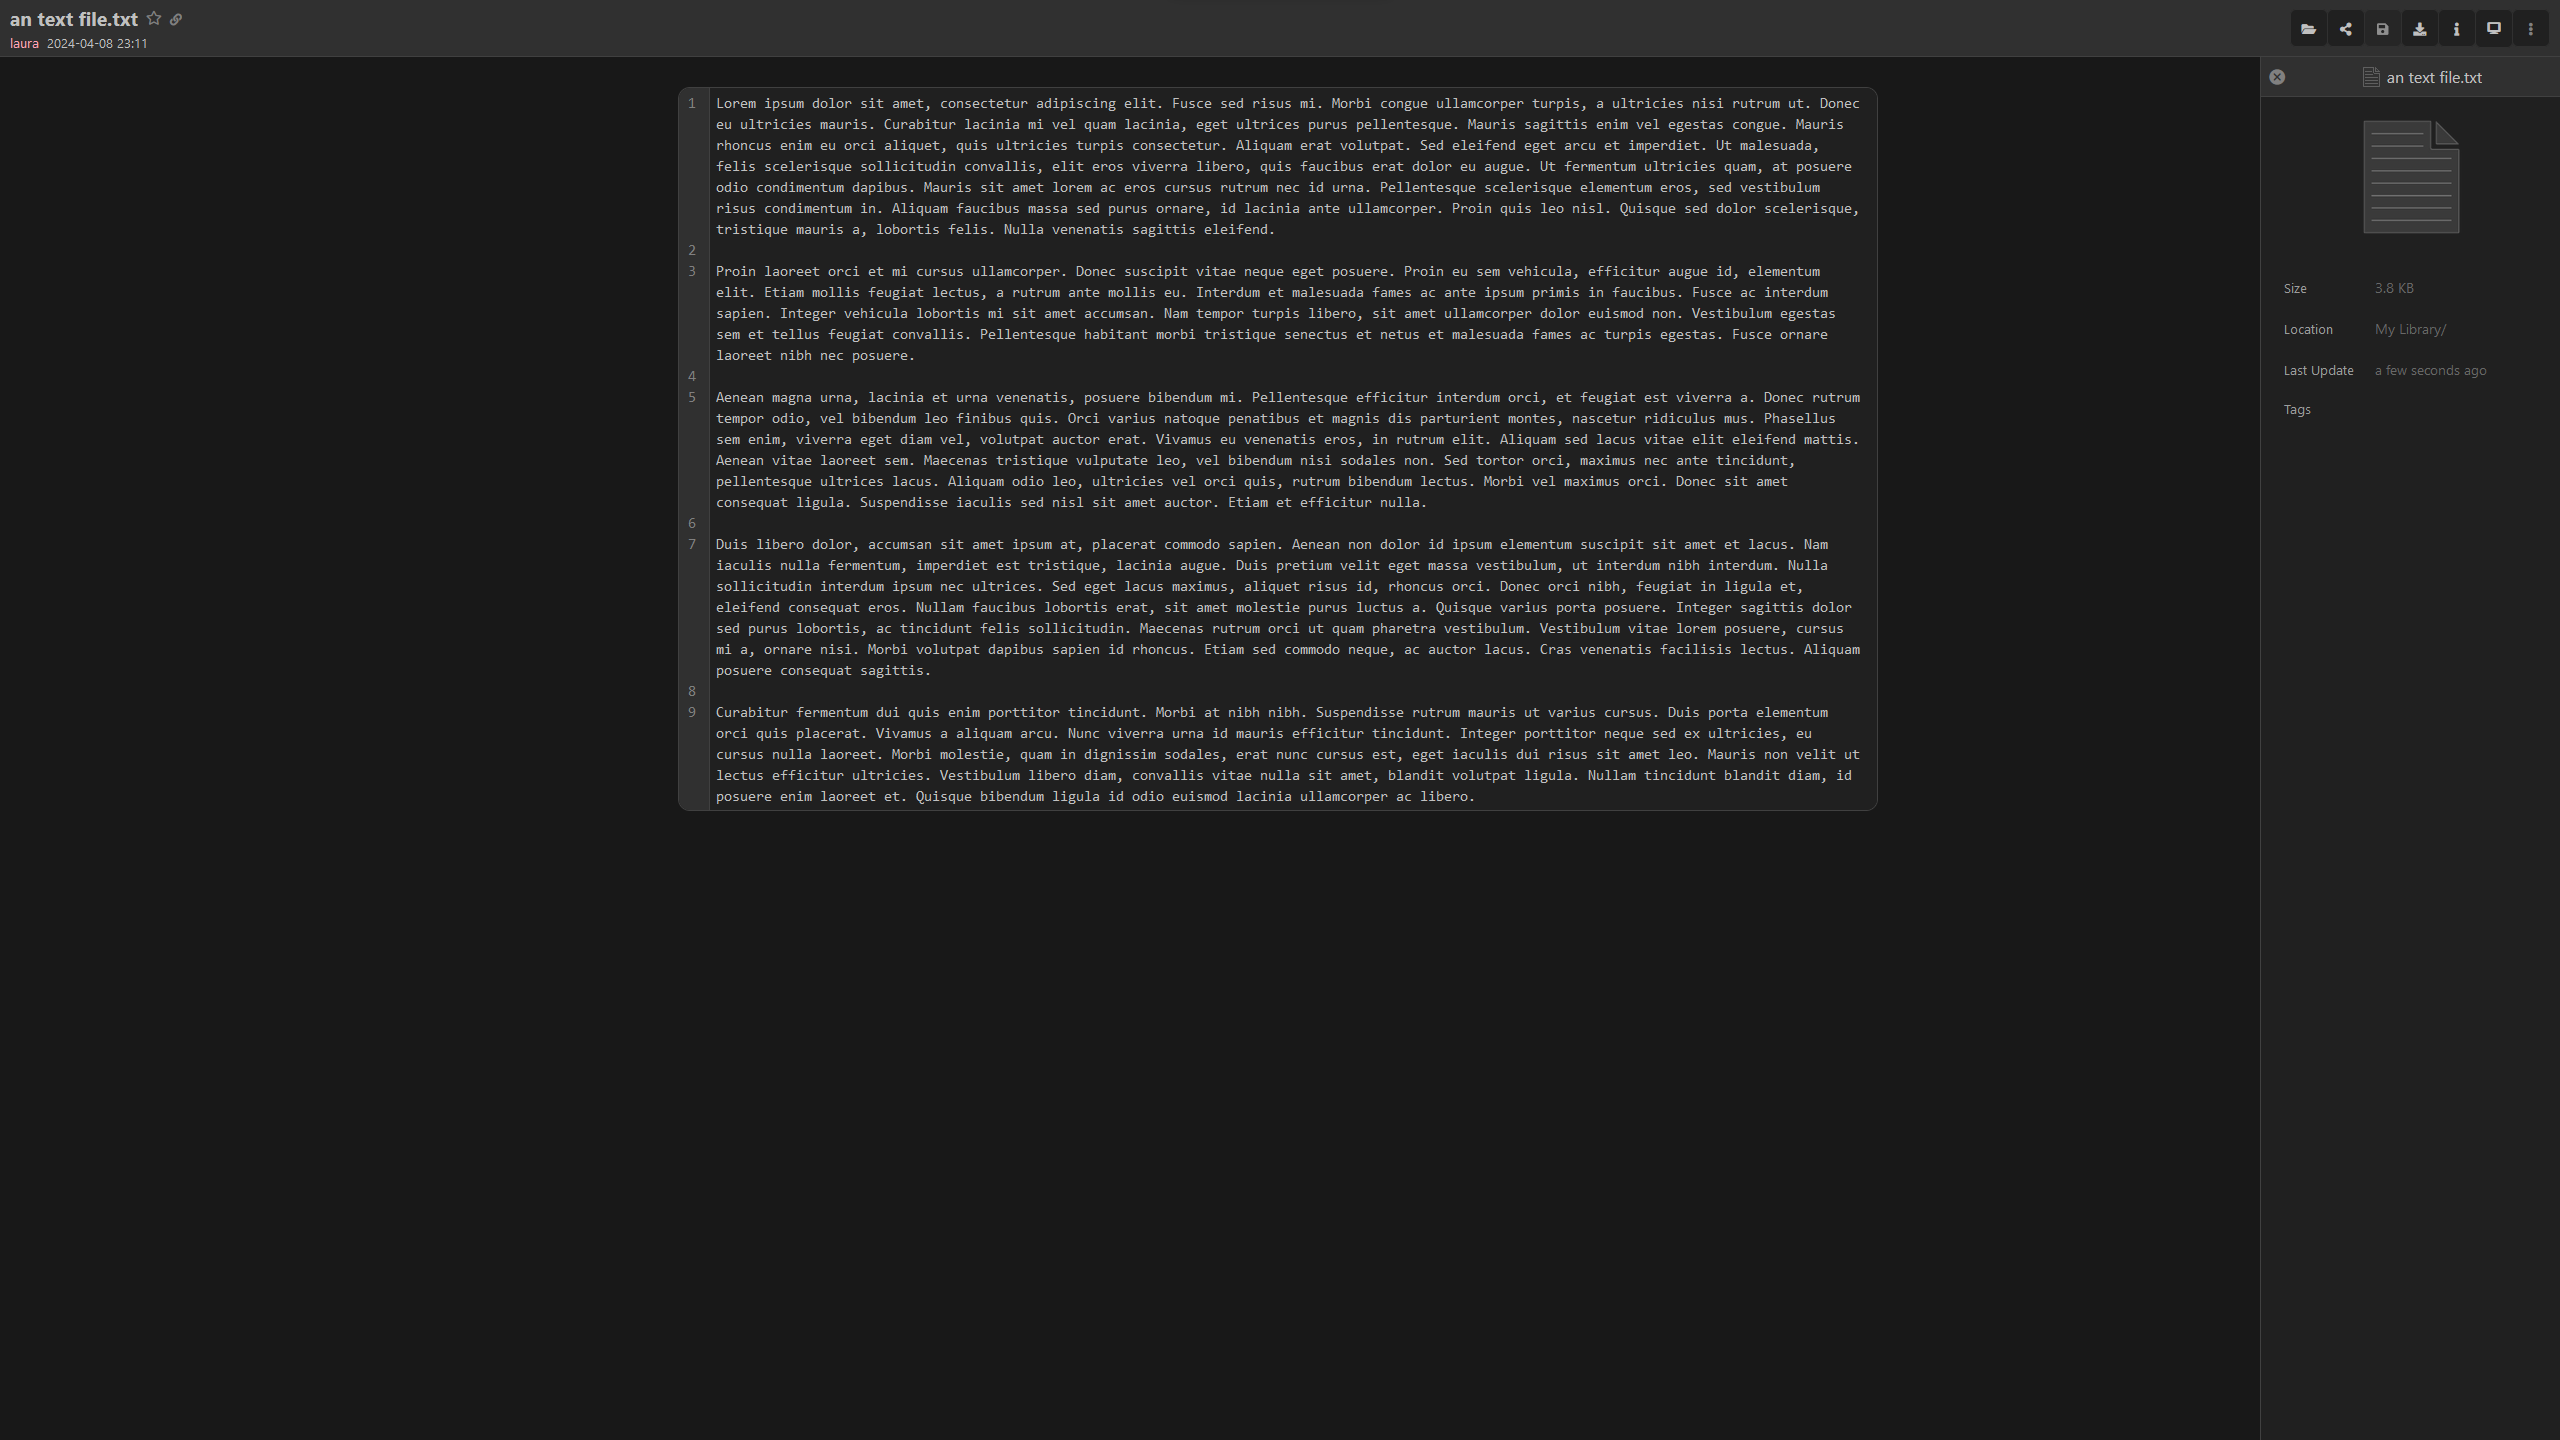 an text file.txt
laura 2024-04-08 23:11
an text file.txt
1 Lorem ipsum dolor sit amet, consectetur adipiscing elit. Fusce sed risus mi. Morbi congue ullamcorper turpis, a ultricies nisi rutrum ut. Donec
eu ultricies mauris. Curabitur lacinia mi vel quam lacinia, eget ultrices purus pellentesque. Mauris sagittis enim vel egestas congue. Mauris
rhoncus enim eu orci aliquet, quis ultricies turpis consectetur. Aliquam erat volutpat. Sed eleifend eget arcu et imperdiet. Ut malesuada,
felis scelerisque sollicitudin convallis, elit eros viverra libero, quis faucibus erat dolor eu augue. Ut fermentum ultricies quam, at posuere
odio condimentum dapibus. Mauris sit amet lorem ac eros cursus rutrum nec id urna. Pellentesque scelerisque elementum eros, sed vestibulum
risus condimentum in. Aliquam faucibus massa sed purus ornare, id lacinia ante ullamcorper. Proin quis leo nisl. Quisque sed dolor scelerisque,
tristique mauris a, lobortis felis. Nulla venenatis sagittis eleifend.
2
3 Proin laoreet orci et mi cursus ullamcorper. Donec suscipit vitae neque eget posuere. Proin eu sem vehicula, efficitur augue id, elementum
elit. Etiam mollis feugiat lectus, a rutrum ante mollis eu. Interdum et malesuada fames ac ante ipsum primis in faucibus. Fusce ac interdum
sapien. Integer vehicula lobortis mi sit amet accumsan. Nam tempor turpis libero, sit amet ullamcorper dolor euismod non. Vestibulum egestas
sem et tellus feugiat convallis. Pellentesque habitant morbi tristique senectus et netus et malesuada fames ac turpis egestas. Fusce ornare
laoreet nibh nec posuere.
4
5 Aenean magna urna, lacinia et urna venenatis, posuere bibendum mi. Pellentesque efficitur interdum orci, et feugiat est viverra a. Donec rutrum
tempor odio, vel bibendum leo finibus quis. Orci varius natoque penatibus et magnis dis parturient montes, nascetur ridiculus mus. Phasellus
sem enim, viverra eget diam vel, volutpat auctor erat. Vivamus eu venenatis eros, in rutrum elit. Aliquam sed lacus vitae elit eleifend mattis.
Aenean vitae laoreet sem. Maecenas tristique vulputate leo, vel bibendum nisi sodales non. Sed tortor orci, maximus nec ante tincidunt,
pellentesque ultrices lacus. Aliquam odio leo, ultricies vel orci quis, rutrum bibendum lectus. Morbi vel maximus orci. Donec sit amet
consequat ligula. Suspendisse iaculis sed nisl sit amet auctor. Etiam et efficitur nulla.
6
7 Duis libero dolor, accumsan sit amet ipsum at, placerat commodo sapien. Aenean non dolor id ipsum elementum suscipit sit amet et lacus. Nam
iaculis nulla fermentum, imperdiet est tristique, lacinia augue. Duis pretium velit eget massa vestibulum, ut interdum nibh interdum. Nulla
sollicitudin interdum ipsum nec ultrices. Sed eget lacus maximus, aliquet risus id, rhoncus orci. Donec orci nibh, feugiat in ligula et,
eleifend consequat eros. Nullam faucibus lobortis erat, sit amet molestie purus luctus a. Quisque varius porta posuere. Integer sagittis dolor
sed purus lobortis, ac tincidunt felis sollicitudin. Maecenas rutrum orci ut quam pharetra vestibulum. Vestibulum vitae lorem posuere, cursus
mi a, ornare nisi. Morbi volutpat dapibus sapien id rhoncus. Etiam sed commodo neque, ac auctor lacus. Cras venenatis facilisis lectus. Aliquam
posuere consequat sagittis.
8
9 Curabitur fermentum dui quis enim porttitor tincidunt. Morbi at nibh nibh. Suspendisse rutrum mauris ut varius cursus. Duis porta elementum
orci quis placerat. Vivamus a aliquam arcu. Nunc viverra urna id mauris efficitur tincidunt. Integer porttitor neque sed ex ultricies, eu
cursus nulla laoreet. Morbi molestie, quam in dignissim sodales, erat nunc cursus est, eget iaculis dui risus sit amet leo. Mauris non velit ut
lectus efficitur ultricies. Vestibulum libero diam, convallis vitae nulla sit amet, blandit volutpat ligula. Nullam tincidunt blandit diam, id
posuere enim laoreet et. Quisque bibendum ligula id odio euismod lacinia ullamcorper ac libero.
Size 3.8 KB
Location My Library/
Last Update a few seconds ago
Tags